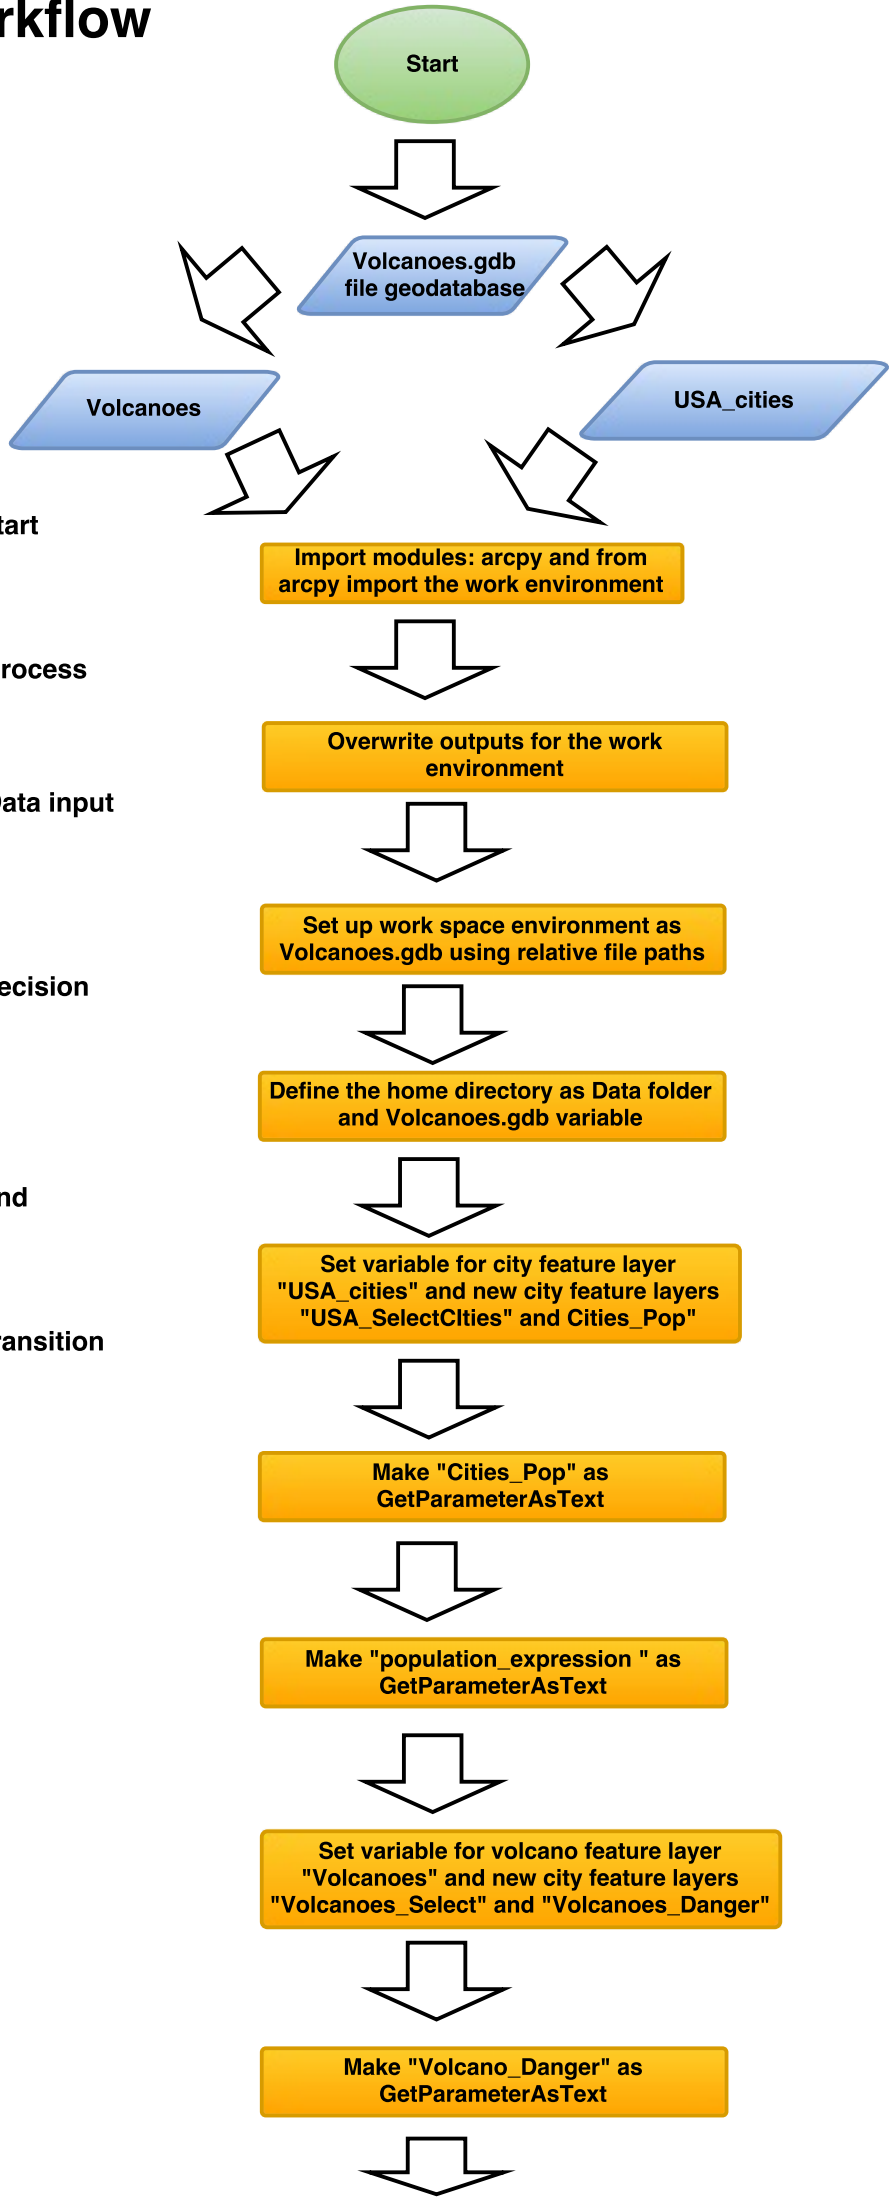 rkflow
Start
Volcanoes.gdb
file geodatabase
Volcanoes
USA_cities
tart
Import modules: arcpy and from
arcpy import the work environment
rocess
Overwrite outputs for the work
environment
Data input
Set up work space environment as
Volcanoes.gdb using relative file paths
ecision
Define the home directory as Data folder
and Volcanoes.gdb variable
nd
Set variable for city feature layer
"USA_cities" and new city feature layers
"USA_SelectCIties" and Cities_Pop"
ransition
Make "Cities_Pop" as
GetParameterAsText
Make "population_expression " as
GetParameterAsText
Set variable for volcano feature layer
"Volcanoes" and new city feature layers
"Volcanoes_Select" and "Volcanoes_Danger"
Make "Volcano_Danger" as
GetParameterAsText